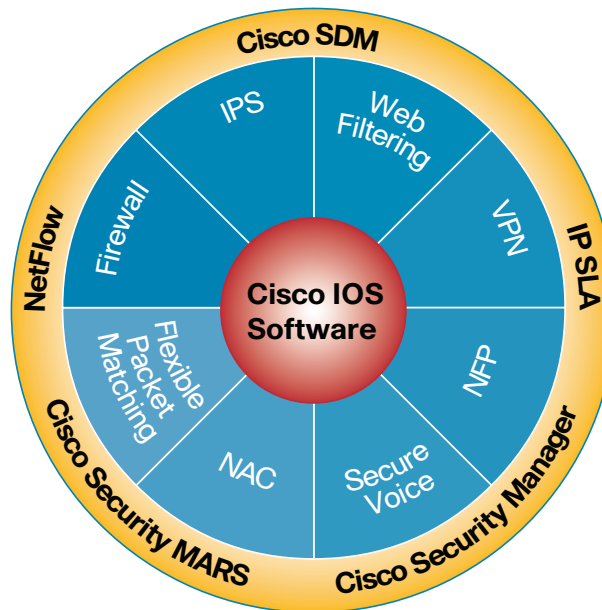 Cisco SDM
IPS
Web
Filtering
Firewall
VPN
NetFlow
IP SLA
Cisco IOS
Software
Flexible
Packet
Matching
NFP
NAC
Secure
Voice
Cisco Security MARS
Cisco Security Manager